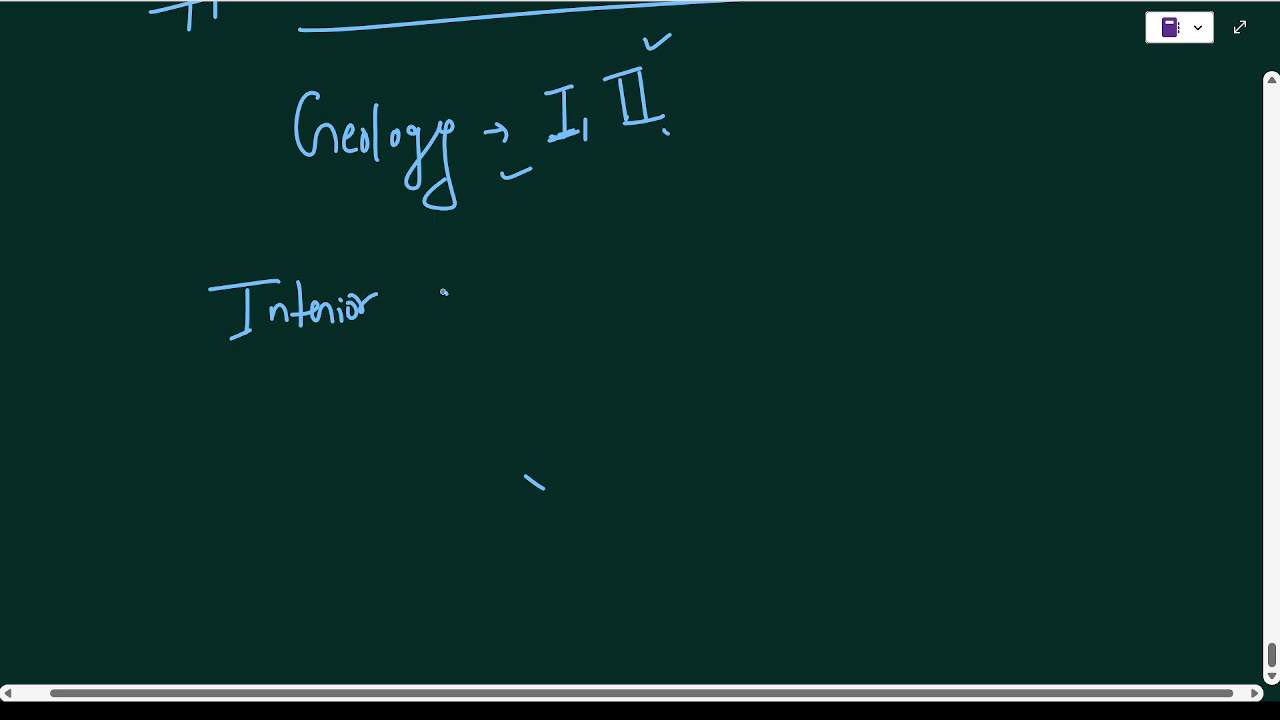 Geology → I, II.
Interior